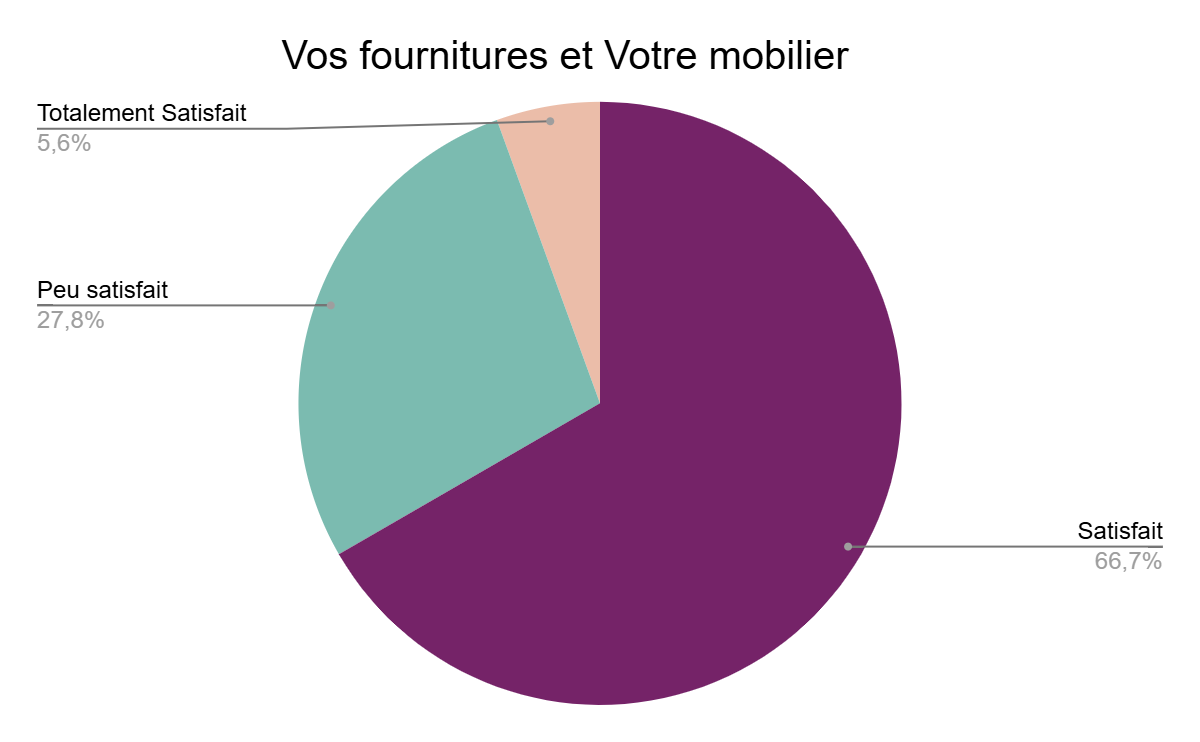 Vos fournitures et Votre mobilier
Totalement Satisfait
5,6%
Peu satisfait
27,8%
Satisfait
66,7%